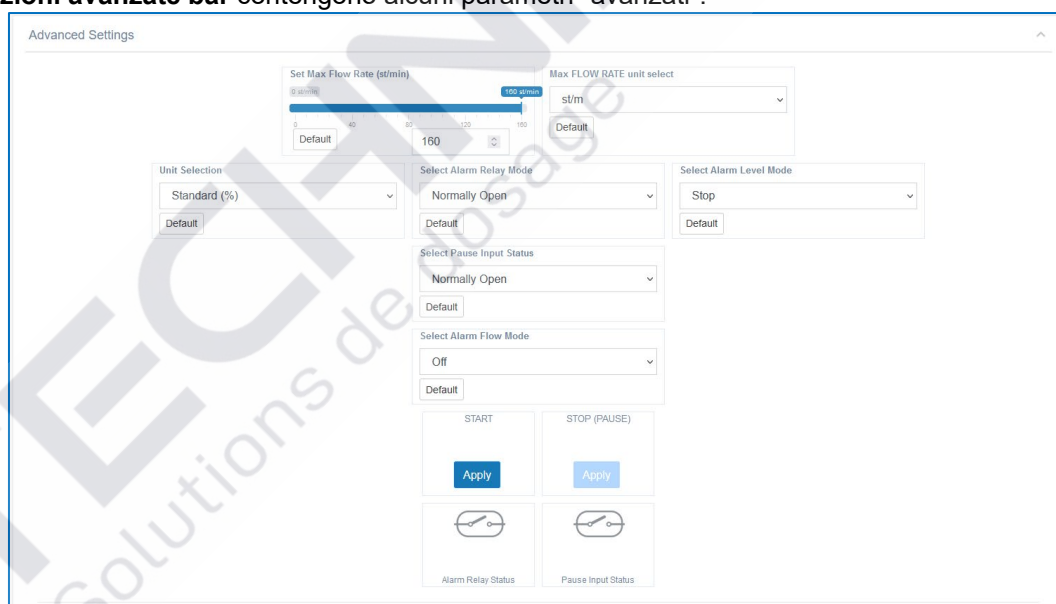 zioni avanzate bar contengono alcuni parametri "avanzati".
Advanced Settings
Set Max Flow Rate (st/min)
Max FLOW RATE unit select
0 st/min
160 st/min
st/m
0 40 80 120 160
Default
160
Default
Unit Selection
Select Alarm Relay Mode
Select Alarm Level Mode
Standard (%)
Normally Open
Stop
Default
Default
Default
Select Pause Input Status
Normally Open
Default
Select Alarm Flow Mode
Off
Default
START
STOP (PAUSE)
Apply
Apply
Alarm Relay Status
Pause Input Status
TECHN
Solutions de dosage